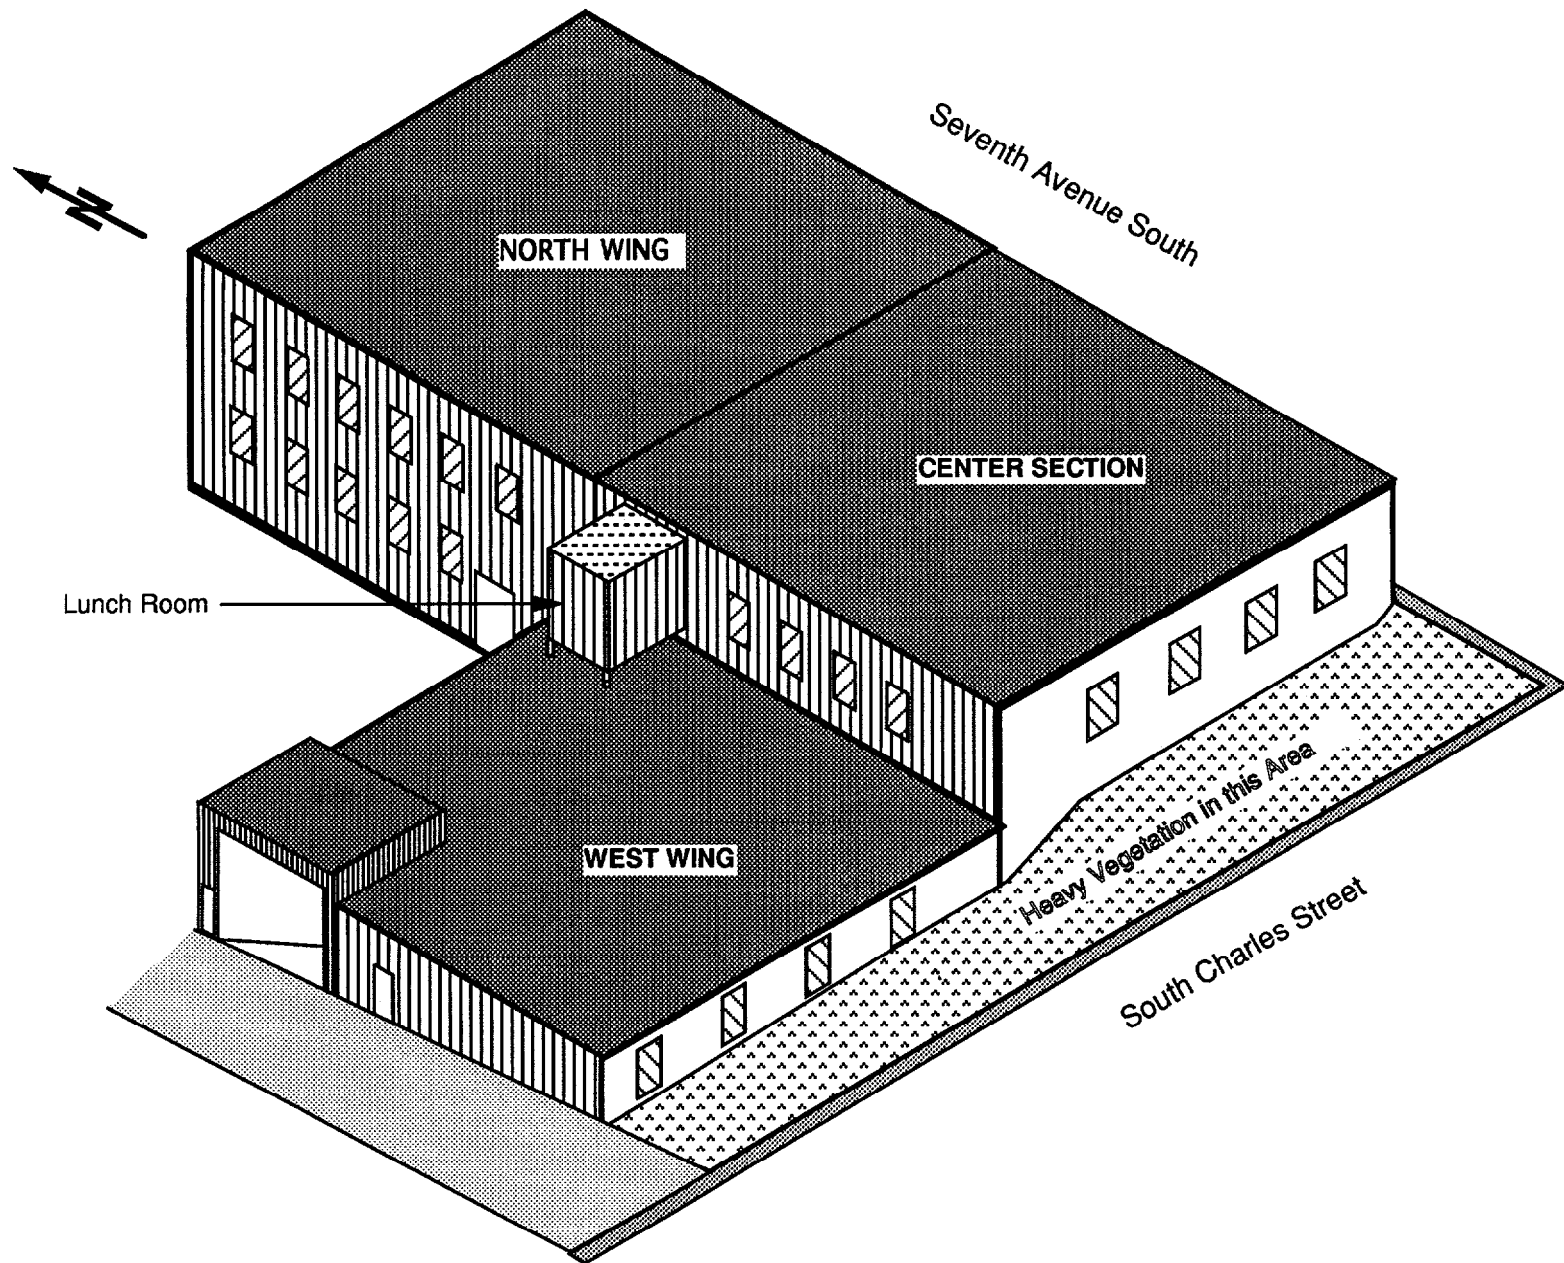 Seventh Avenue South
N
NORTH WING
CENTER SECTION
Lunch Room
Heavy Vegetation in this Area
WEST WING
South Charles Street